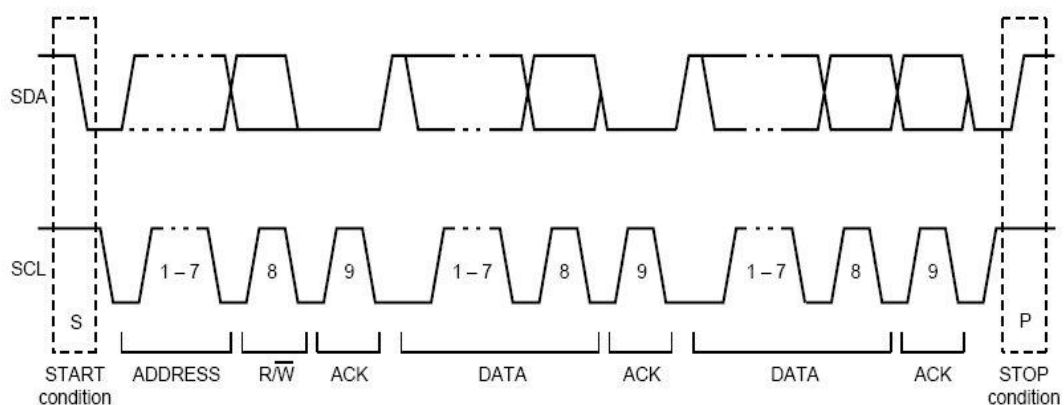 SDA
SCL
1 – 7
8
9
1 – 7
8
9
1 – 7
8
9
S
P
START
condition
ADDRESS
R/W̅
ACK
DATA
ACK
DATA
ACK
STOP
condition